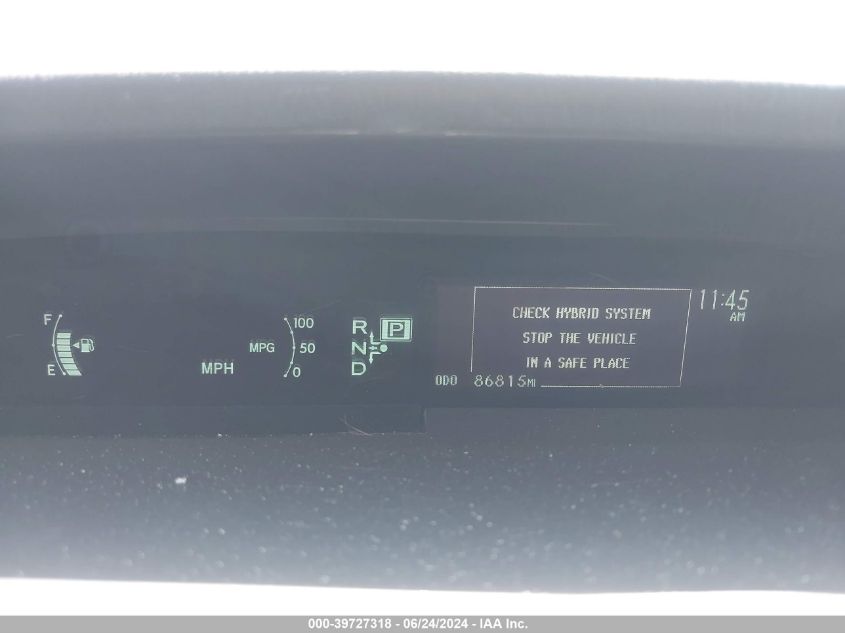 F
E
MPH
MPG
100
50
0
R
N
D
P
CHECK HYBRID SYSTEM
STOP THE VEHICLE
IN A SAFE PLACE
ODO 86815MI
11:45
AM
000-39727318 - 06/24/2024 - IAA Inc.